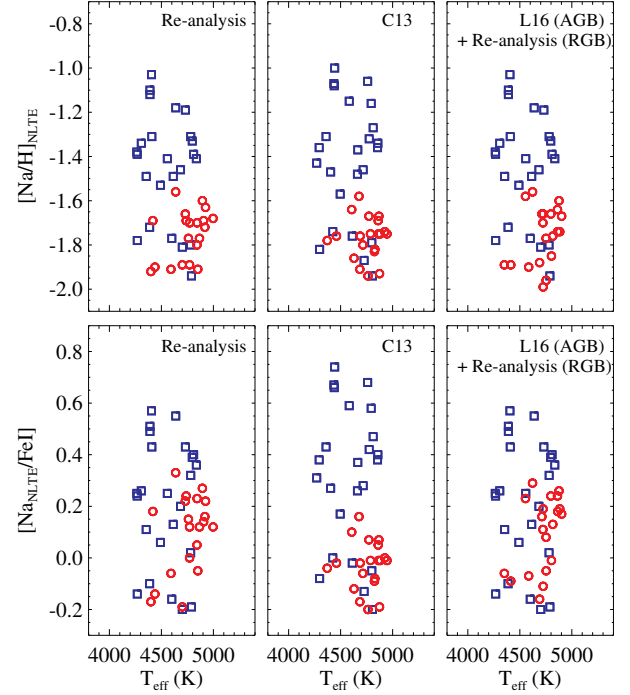 Re-analysis
C13
L16 (AGB)
+ Re-analysis (RGB)
[Na/H]NLTE
-0.8
-1.0
-1.2
-1.4
-1.6
-1.8
-2.0
Re-analysis
C13
L16 (AGB)
+ Re-analysis (RGB)
[NaNLTE/FeI]
0.8
0.6
0.4
0.2
0.0
-0.2
4000 4500 5000
4000 4500 5000
4000 4500 5000
Teff (K)
Teff (K)
Teff (K)